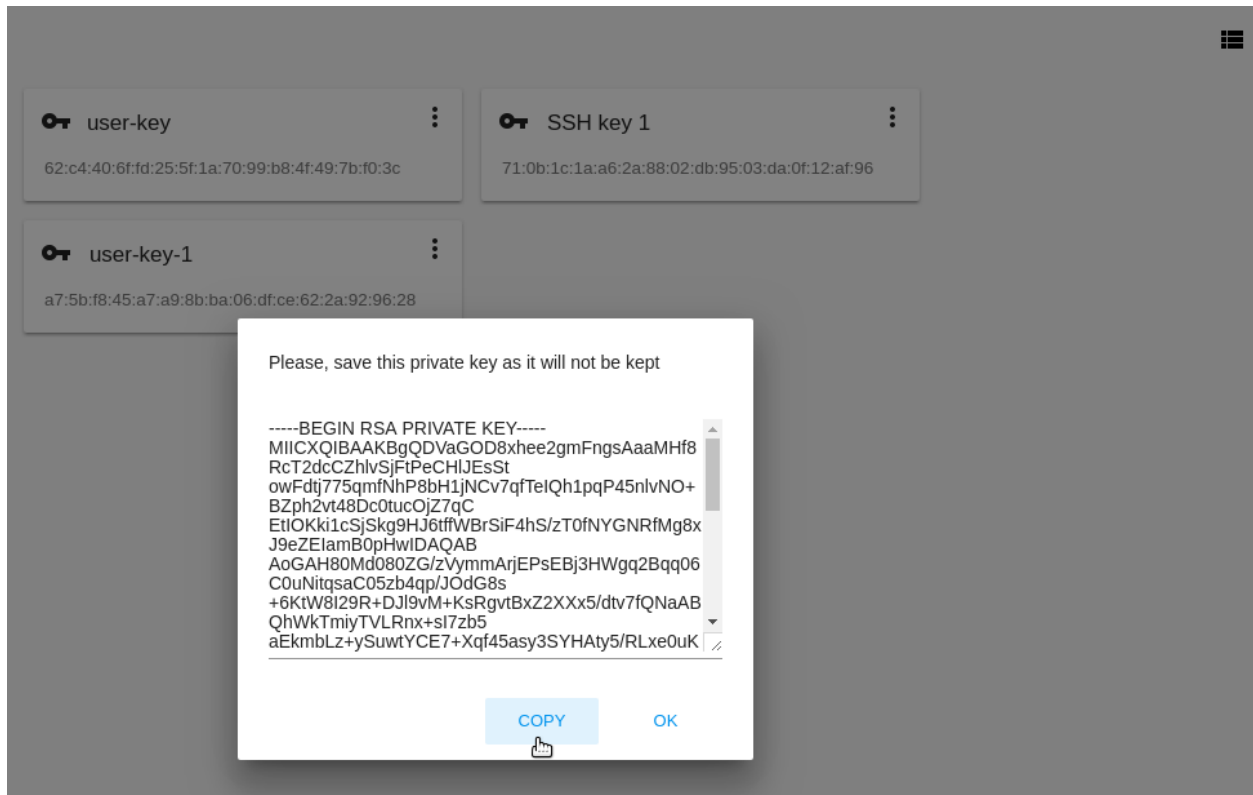 user-key
62:c4:40:6f:fd:25:5f:1a:70:99:b8:4f:49:7b:f0:3c
SSH key 1
71:0b:1c:1a:a6:2a:88:02:db:95:03:da:0f:12:af:96
user-key-1
a7:5b:f8:45:a7:a9:8b:ba:06:df:ce:62:2a:92:96:28
Please, save this private key as it will not be kept
-----BEGIN RSA PRIVATE KEY-----
MIICXQIBAAKBgQDVaGOD8xhee2gmFngsAaaMHf8
RcT2dcCZhlvSjFtPeCHlJEsSt
owFdtj775qmfNhP8bH1jNCv7qfTeIQh1pqP45nlvNO+
BZph2vt48Dc0tucOjZ7qC
EtIOKki1cSjSkg9HJ6tffWBrSiF4hS/zT0fNYGNRfMg8x
J9eZEIamB0pHwIDAQAB
AoGAH80Md080ZG/zVymmArjEPsEBj3HWgq2Bqq06
C0uNitqsaC05zb4qp/JOdG8s
+6KtW8I29R+DJl9vM+KsRgvtBxZ2XXx5/dtv7fQNaAB
QhWkTmiyTVLRnx+sI7zb5
aEkmbLz+ySuwtYCE7+Xqf45asy3SYHAty5/RLxe0uK
COPY
OK